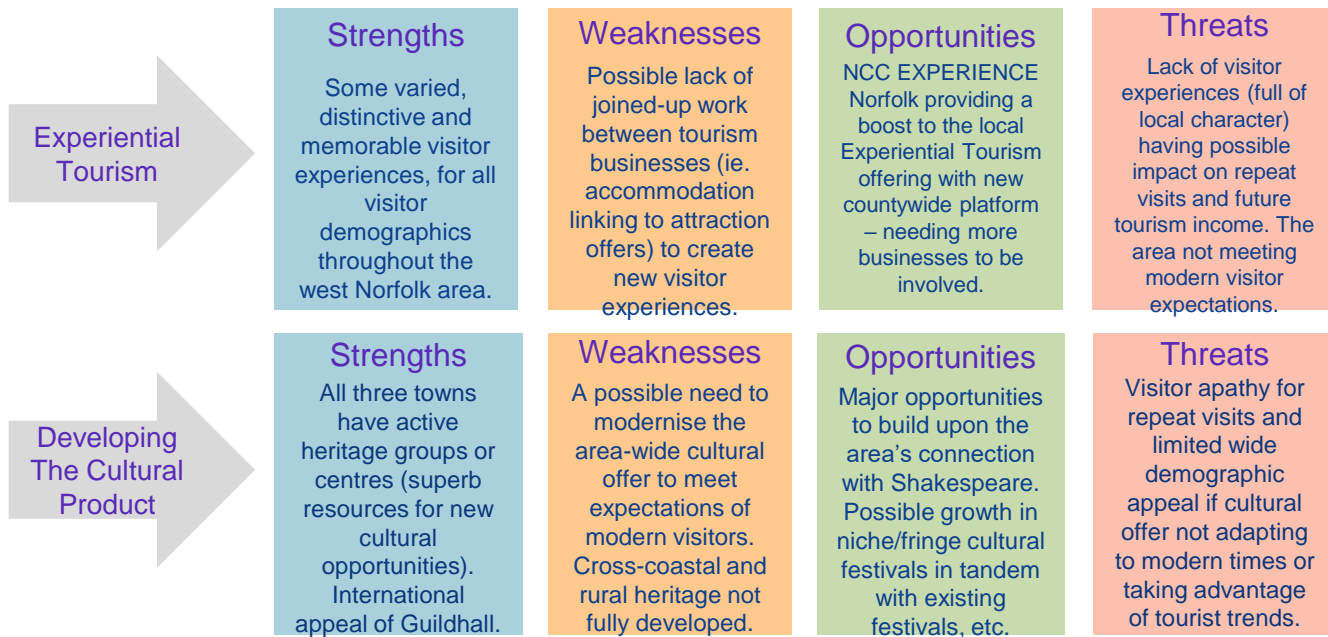 Experiential
Tourism
Strengths
Some varied,
distinctive and
memorable visitor
experiences, for all
visitor
demographics
throughout the
west Norfolk area.
Weaknesses
Possible lack of
joined-up work
between tourism
businesses (ie.
accommodation
linking to attraction
offers) to create
new visitor
experiences.
Opportunities
NCC EXPERIENCE
Norfolk providing a
boost to the local
Experiential Tourism
offering with new
countywide platform
– needing more
businesses to be
involved.
Threats
Lack of visitor
experiences (full of
local character)
having possible
impact on repeat
visits and future
tourism income. The
area not meeting
modern visitor
expectations.
Developing
The Cultural
Product
Strengths
All three towns
have active
heritage groups or
centres (superb
resources for new
cultural
opportunities).
International
appeal of Guildhall.
Weaknesses
A possible need to
modernise the
area-wide cultural
offer to meet
expectations of
modern visitors.
Cross-coastal and
rural heritage not
fully developed.
Opportunities
Major opportunities
to build upon the
area's connection
with Shakespeare.
Possible growth in
niche/fringe cultural
festivals in tandem
with existing
festivals, etc.
Threats
Visitor apathy for
repeat visits and
limited wide
demographic
appeal if cultural
offer not adapting
to modern times or
taking advantage
of tourist trends.